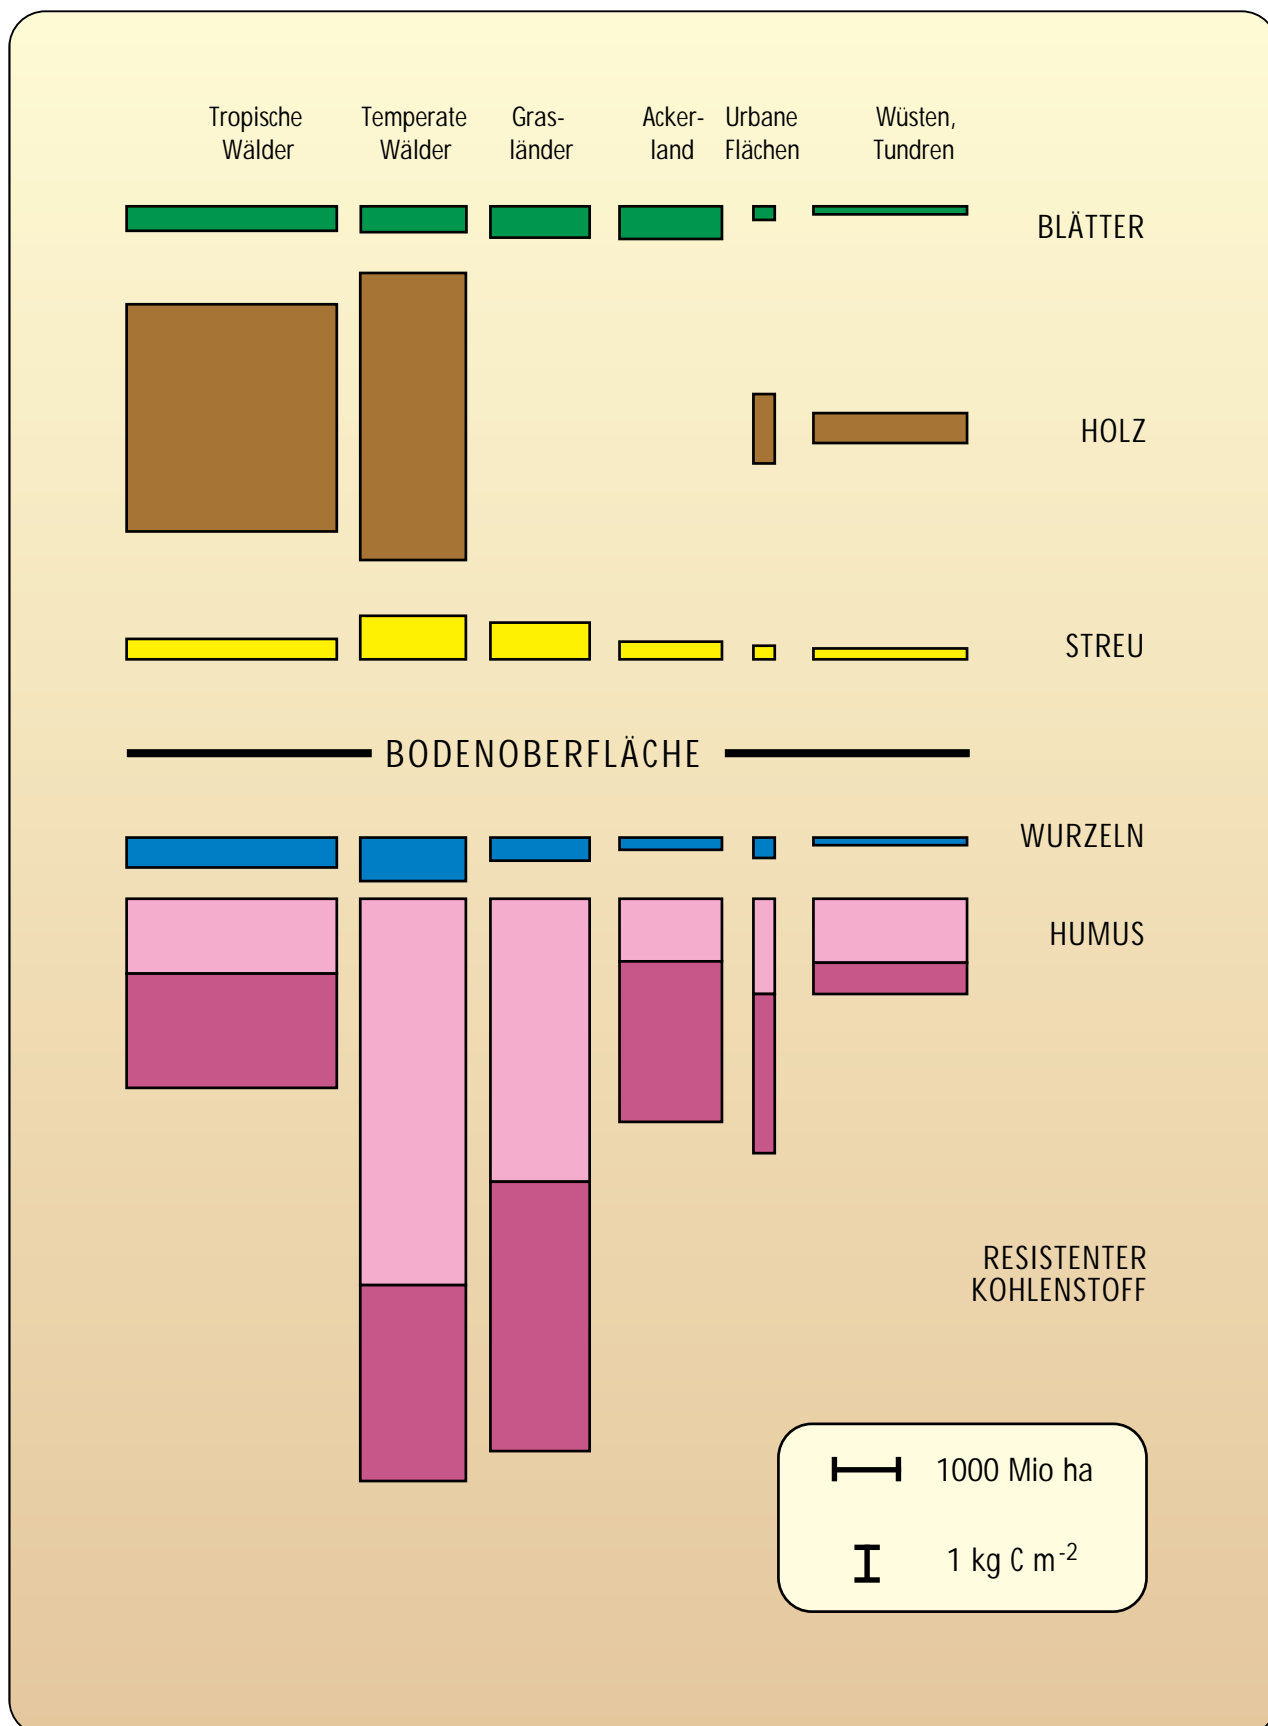 Tropische
Wälder
Temperate
Wälder
Gras-
länder
Acker-
land
Urbane
Flächen
Wüsten,
Tundren
BLÄTTER
HOLZ
STREU
BODENOBERFLÄCHE
WURZELN
HUMUS
RESISTENTER
KOHLENSTOFF
1000 Mio ha
1 kg C m⁻²